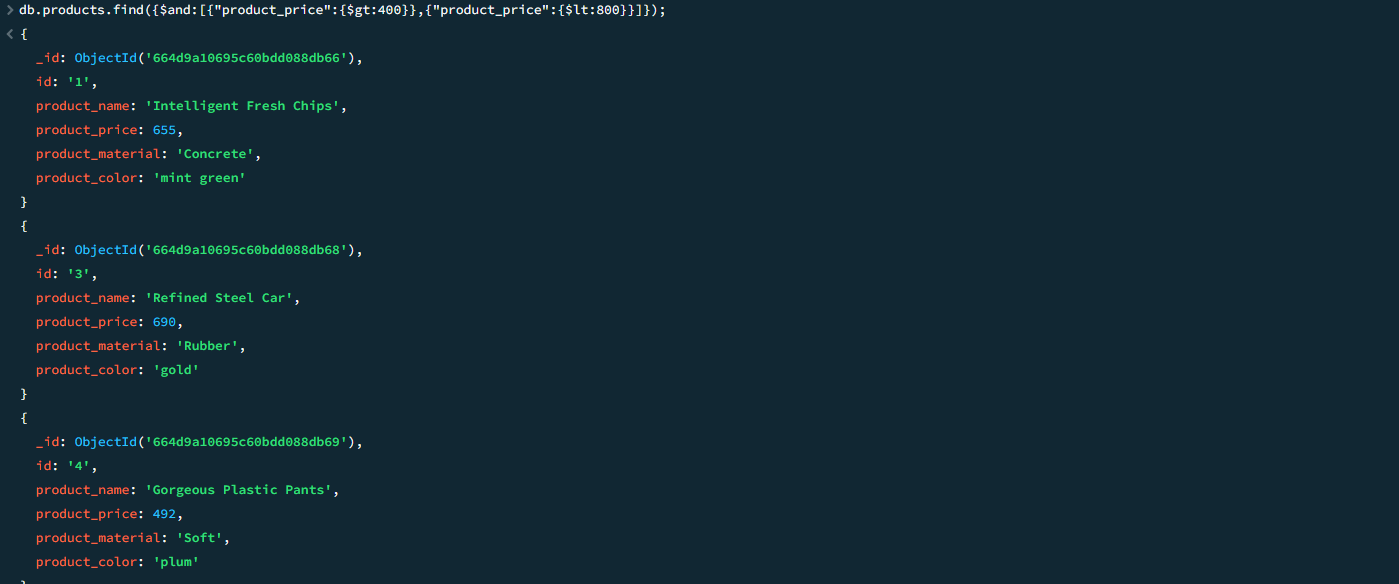 > db.products.find({$and:[{"product_price":{$gt:400}},{"product_price":{$lt:800}}]});
< {
_id: ObjectId('664d9a10695c60bdd088db66'),
id: '1',
product_name: 'Intelligent Fresh Chips',
product_price: 655,
product_material: 'Concrete',
product_color: 'mint green'
}
{
_id: ObjectId('664d9a10695c60bdd088db68'),
id: '3',
product_name: 'Refined Steel Car',
product_price: 690,
product_material: 'Rubber',
product_color: 'gold'
}
{
_id: ObjectId('664d9a10695c60bdd088db69'),
id: '4',
product_name: 'Gorgeous Plastic Pants',
product_price: 492,
product_material: 'Soft',
product_color: 'plum'
}